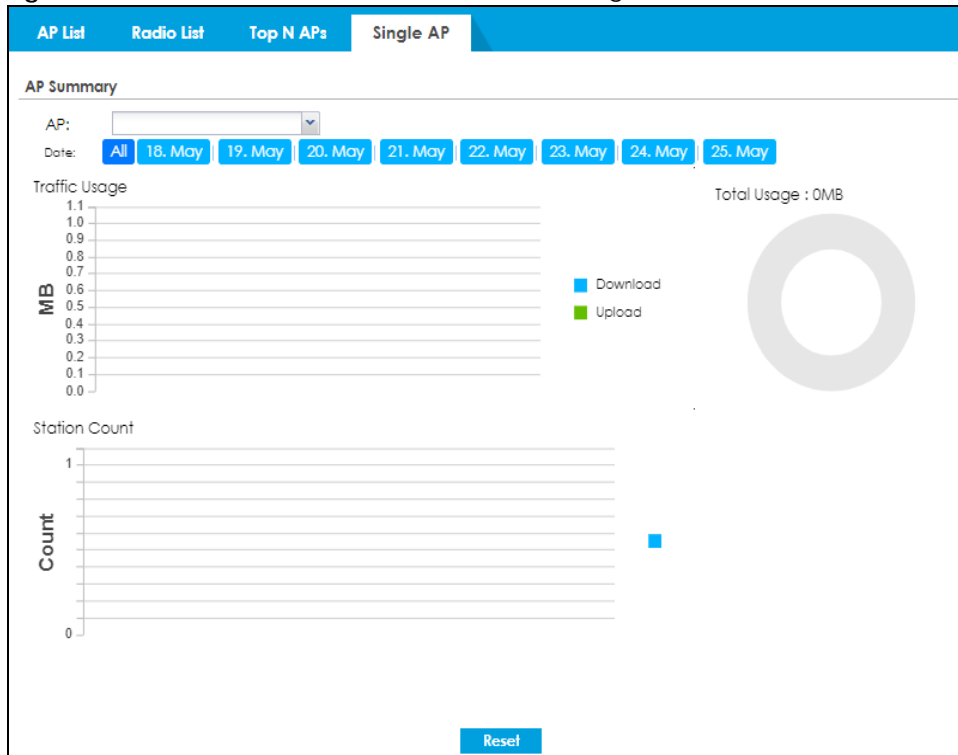 AP List Radio List Top N APs Single AP
AP Summary
AP:
Date: All 18. May 19. May 20. May 21. May 22. May 23. May 24. May 25. May
Traffic Usage
Total Usage : 0MB
1.1
1.0
0.9
0.8
0.7
0.6
0.5
0.4
0.3
0.2
0.1
0.0
MB
Download
Upload
Station Count
1
Count
0
Reset